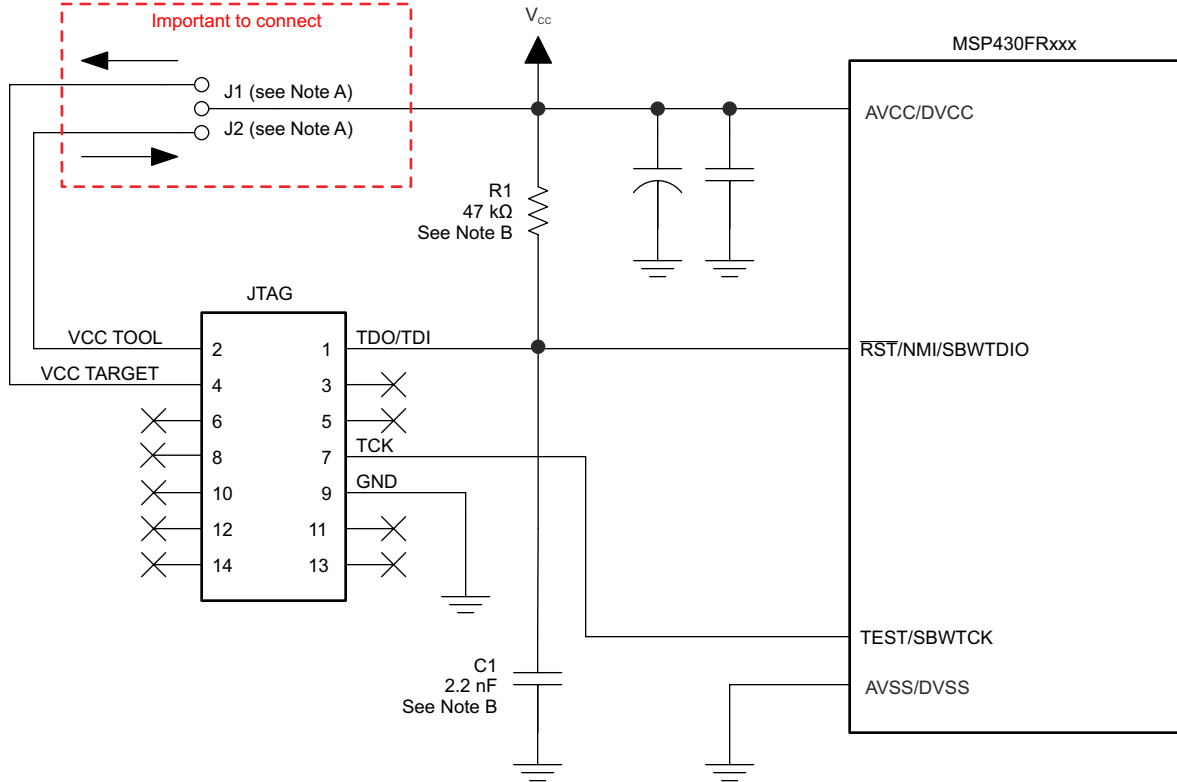 Important to connect
J1 (see Note A)
J2 (see Note A)
VCC
MSP430FRxxx
AVCC/DVCC
R1
47 kΩ
See Note B
JTAG
VCC TOOL
2
1
TDO/TDI
RST/NMI/SBWTDIO
VCC TARGET
4
3
6
5
8
7
TCK
10
9
GND
12
11
14
13
TEST/SBWTCK
C1
2.2 nF
See Note B
AVSS/DVSS